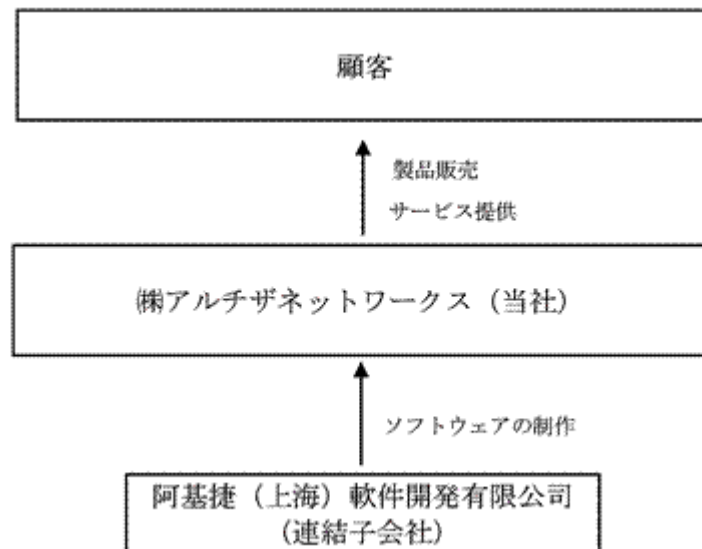 顧客
製品販売
サービス提供
㈱アルチザネットワークス（当社）
ソフトウェアの制作
阿基捷（上海）軟件開発有限公司
（連結子会社）